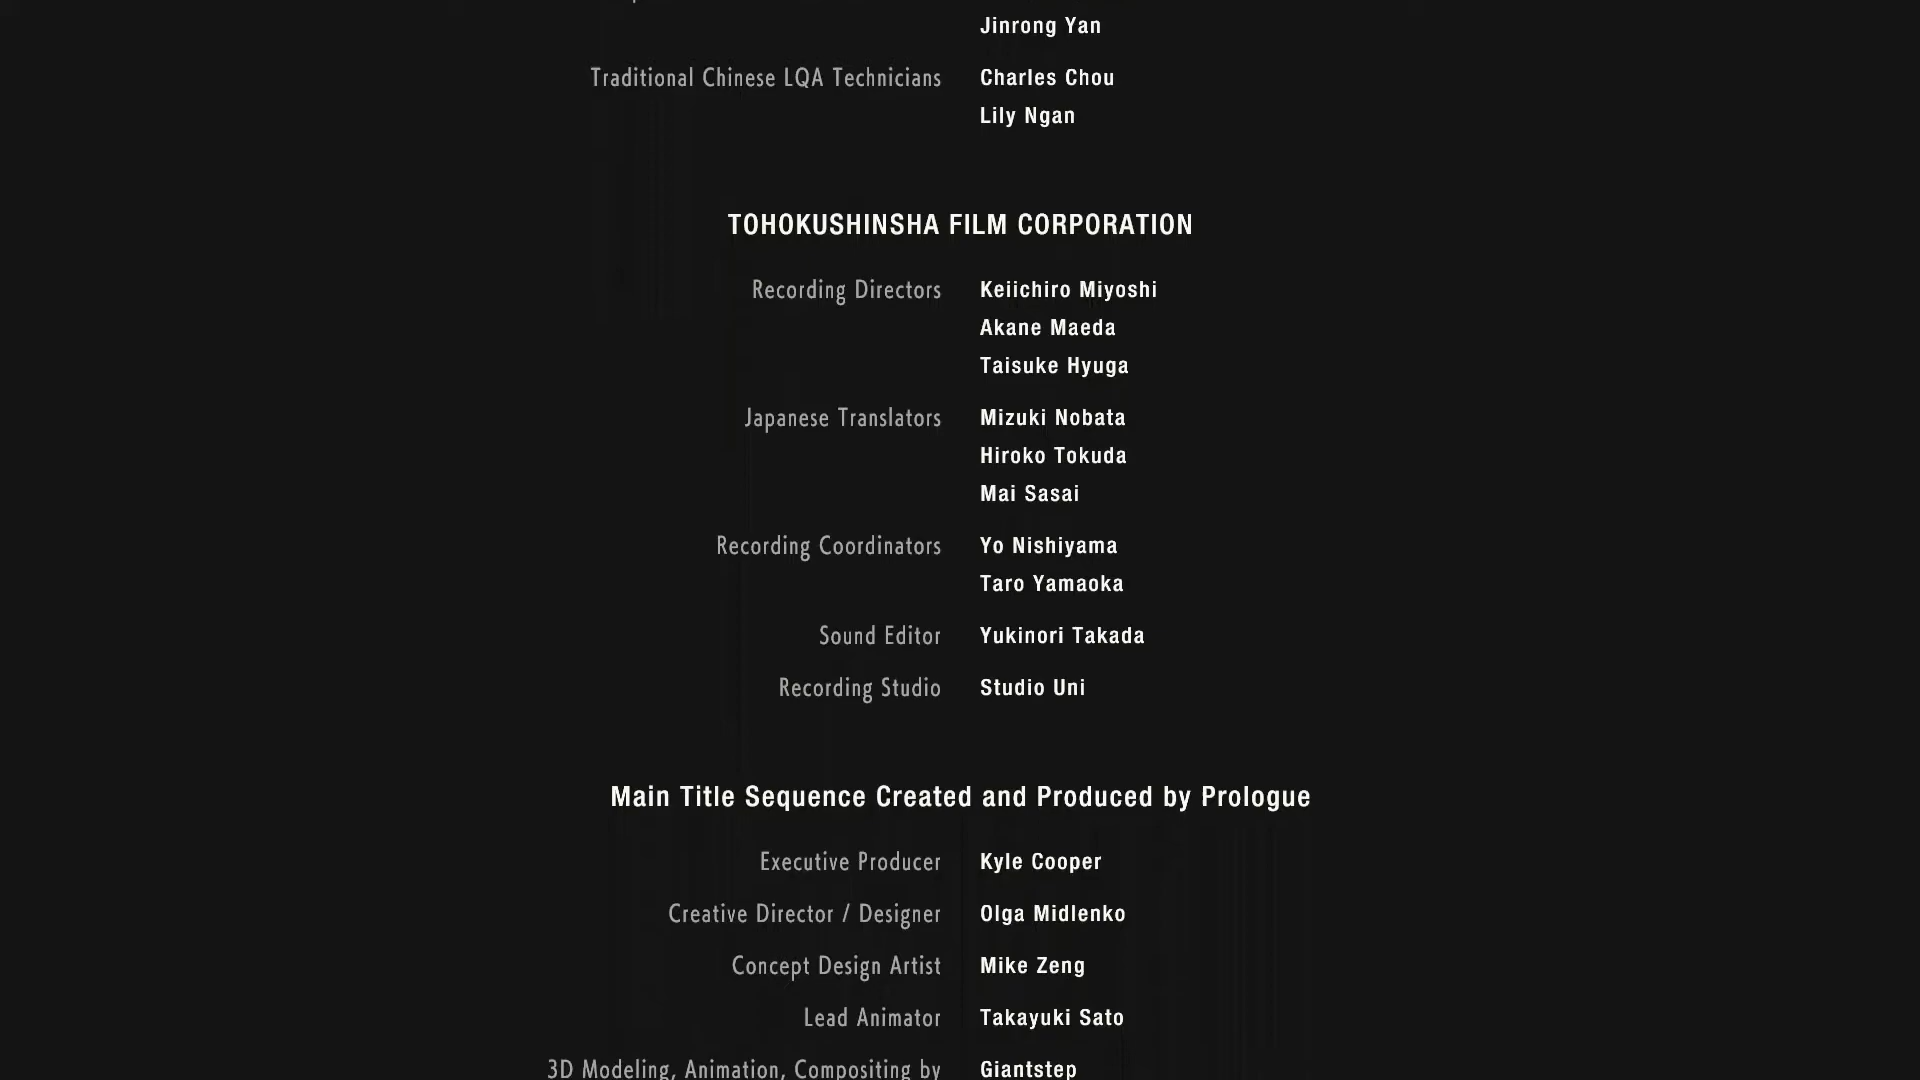 Jinrong Yan
Traditional Chinese LQA Technicians Charles Chou
Lily Ngan
TOHOKUSHINSHA FILM CORPORATION
Recording Directors Keiichiro Miyoshi
Akane Maeda
Taisuke Hyuga
Japanese Translators Mizuki Nobata
Hiroko Tokuda
Mai Sasai
Recording Coordinators Yo Nishiyama
Taro Yamaoka
Sound Editor Yukinori Takada
Recording Studio Studio Uni
Main Title Sequence Created and Produced by Prologue
Executive Producer Kyle Cooper
Creative Director / Designer Olga Midlenko
Concept Design Artist Mike Zeng
Lead Animator Takayuki Sato
3D Modeling, Animation, Compositing by Giantstep